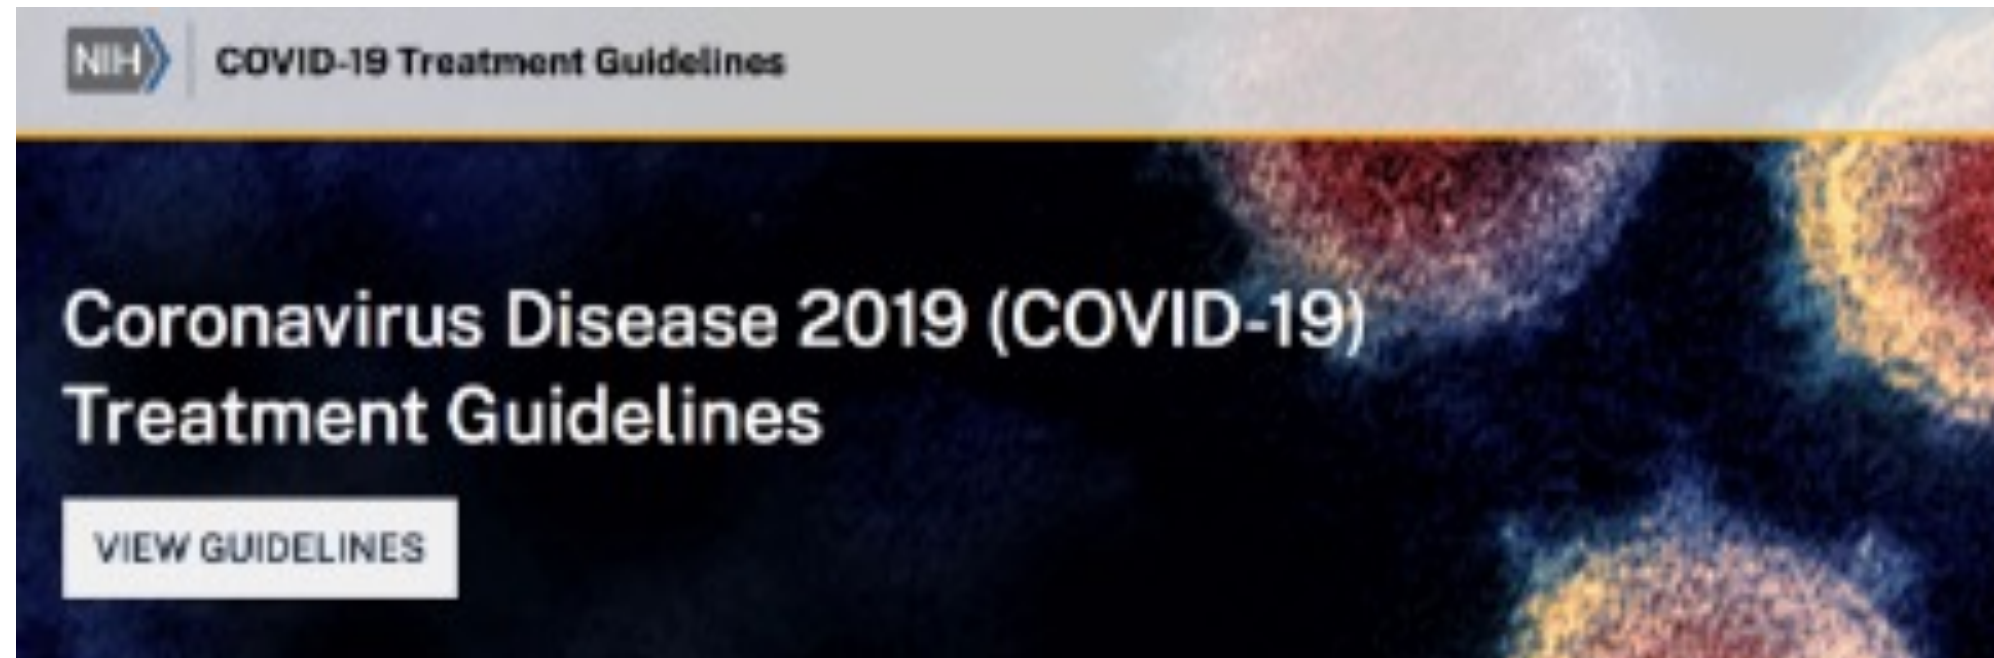 NIH
COVID-19 Treatment Guidelines
Coronavirus Disease 2019 (COVID-19)
Treatment Guidelines
VIEW GUIDELINES